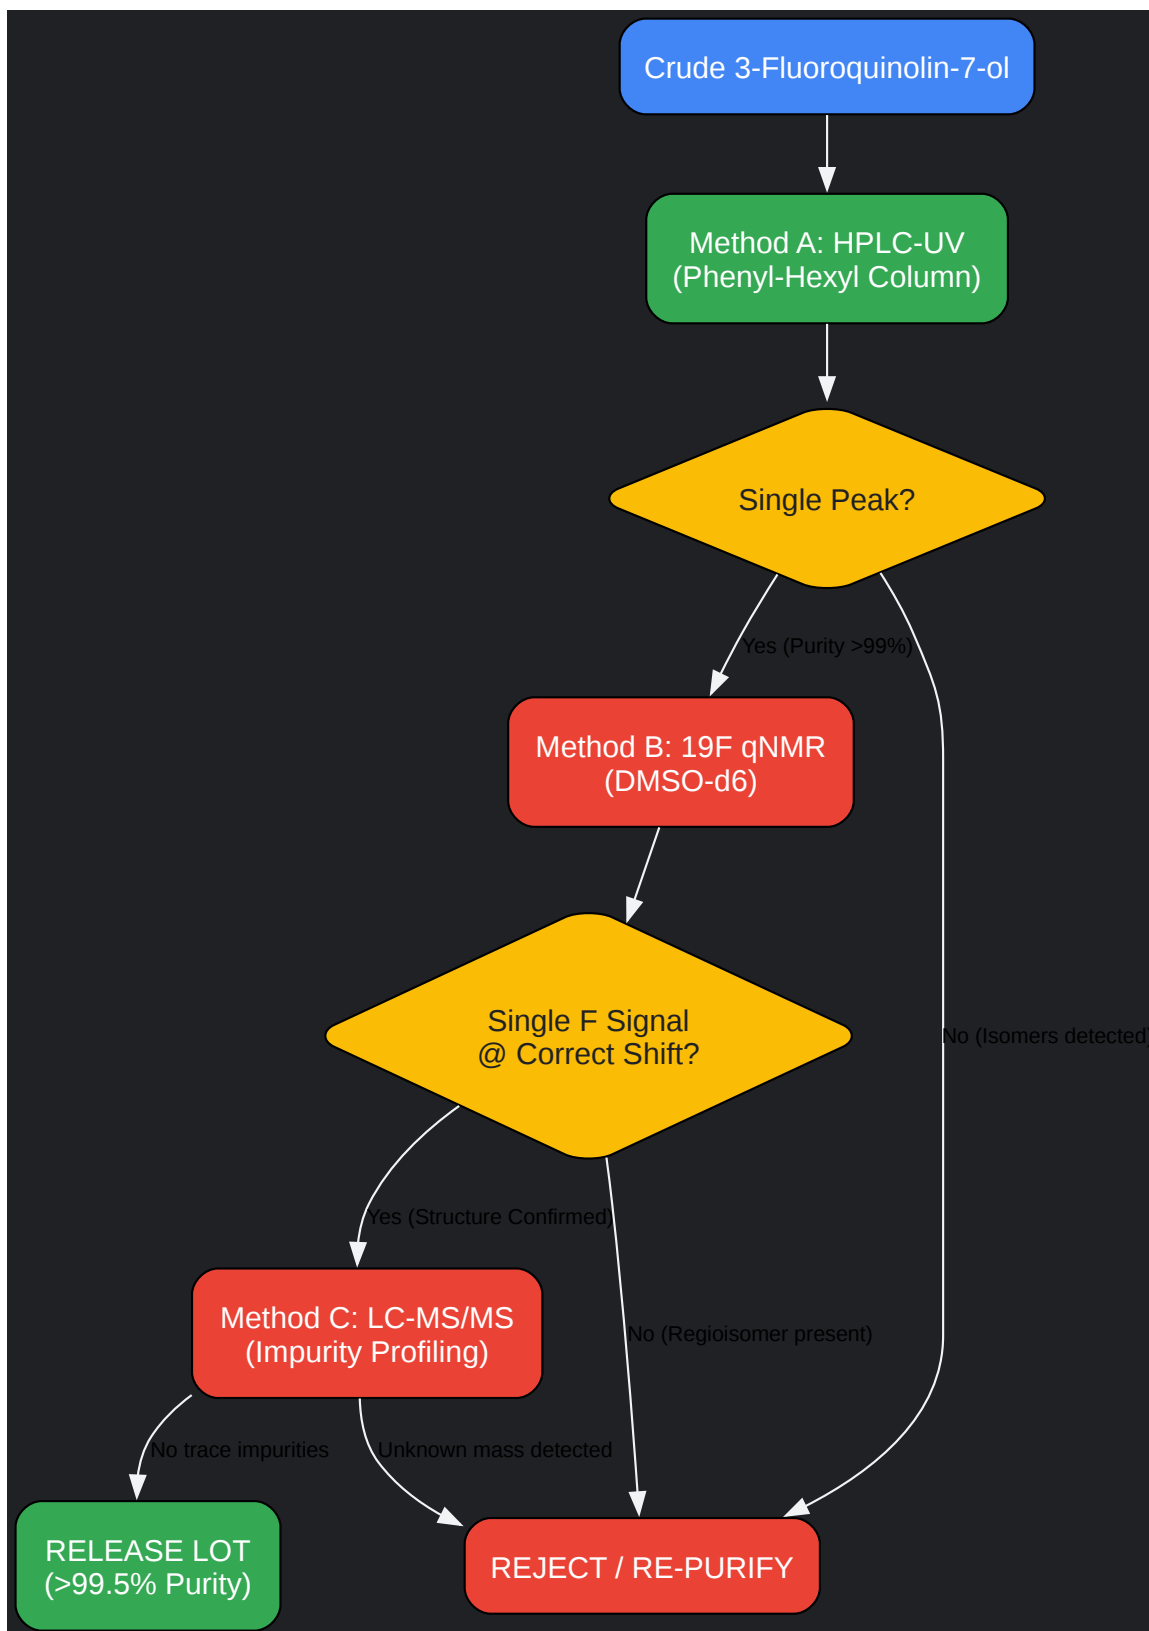 Crude 3-Fluoroquinolin-7-ol
Method A: HPLC-UV
(Phenyl-Hexyl Column)
Single Peak?
Yes (Purity >99%)
Method B: 19F qNMR
(DMSO-d6)
Single F Signal
@ Correct Shift?
No (Isomers detected)
Yes (Structure Confirmed)
Method C: LC-MS/MS
(Impurity Profiling)
No (Regioisomer present)
No trace impurities
Unknown mass detected
RELEASE LOT
(>99.5% Purity)
REJECT / RE-PURIFY